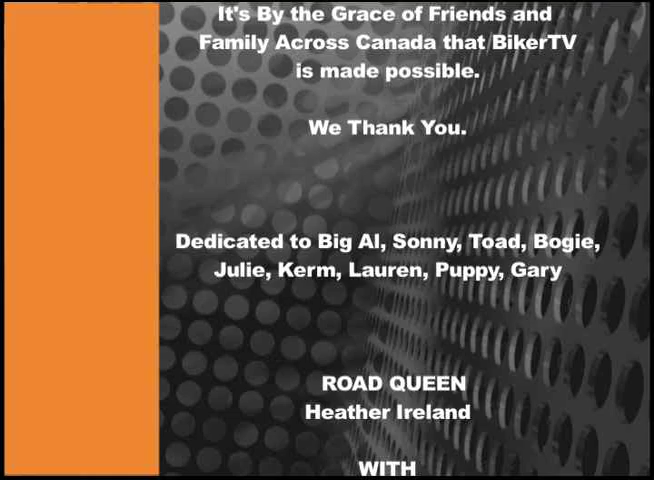 It's By the Grace of Friends and
Family Across Canada that BikerTV
is made possible.
We Thank You.
Dedicated to Big Al, Sonny, Toad, Bogie,
Julie, Kerm, Lauren, Puppy, Gary
ROAD QUEEN
Heather Ireland
WITH